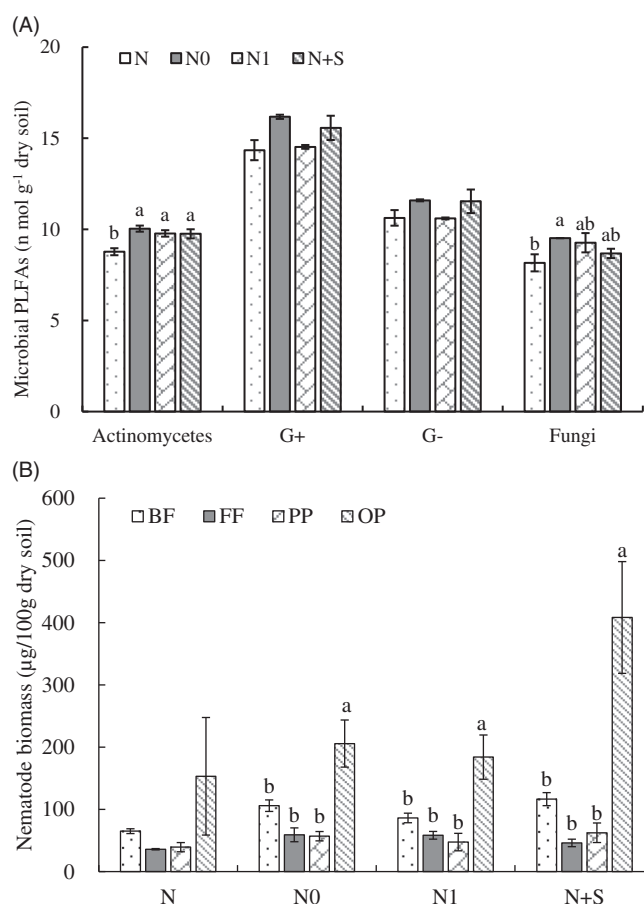 (A)
20
N N0 N1 N+S
15
10
5
0
Microbial PLFAs (n mol g⁻¹ dry soil)
b a a a
b a ab ab
Actinomycetes G+ G- Fungi
(B)
600
BF FF PP OP
500
400
300
200
100
0
Nematode biomass (μg/100g dry soil)
b b b a
b b b a
b b b a
N N0 N1 N+S